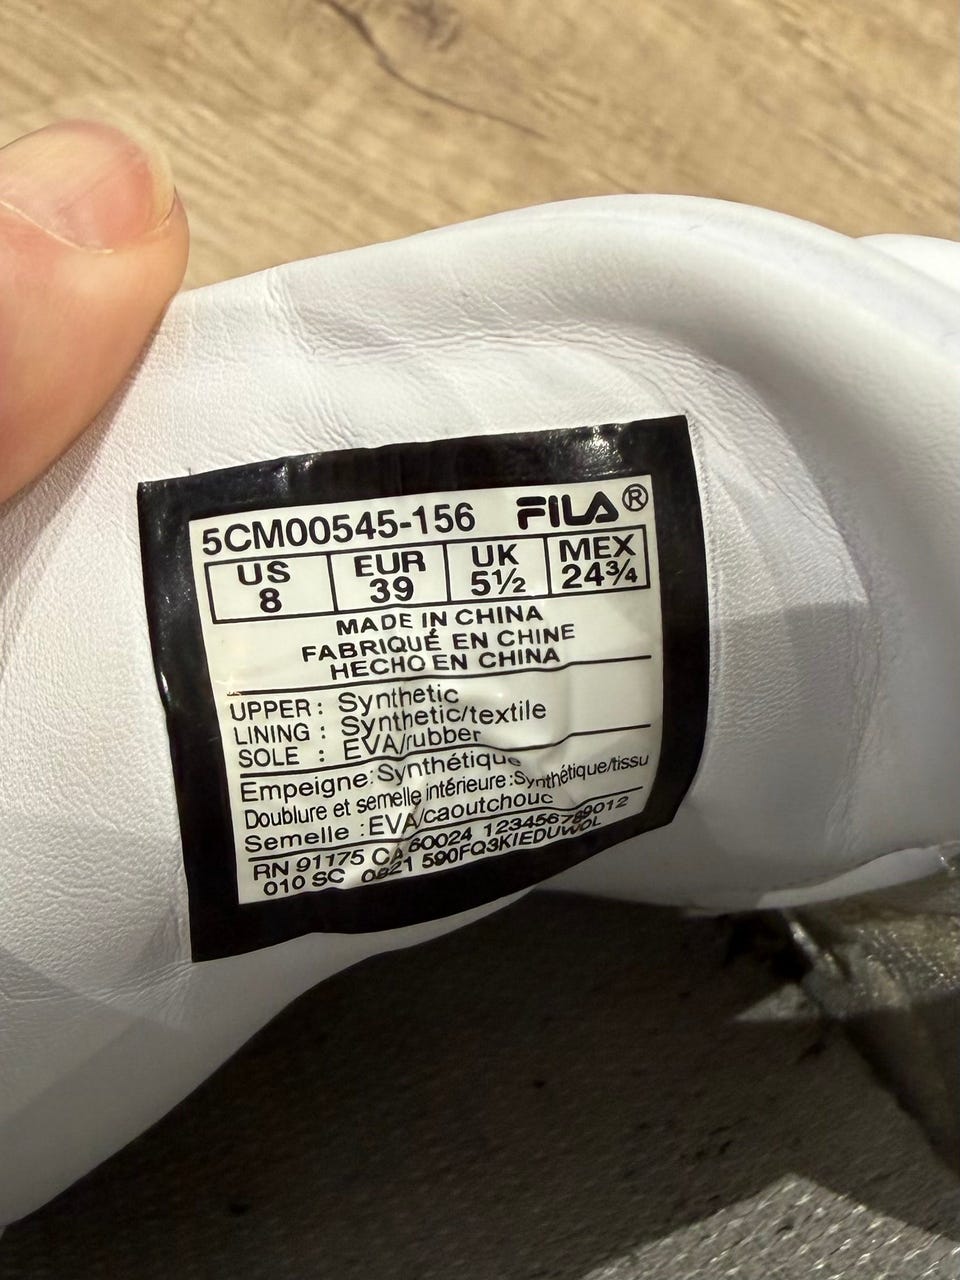 5CM00545-156 FILA®
US EUR UK MEX
8 39 5½ 24¾
MADE IN CHINA
FABRIQUÉ EN CHINE
HECHO EN CHINA
UPPER : Synthetic
LINING : Synthetic/textile
SOLE : EVA/rubber
Empeigne: Synthétique
Doublure et semelle intérieure :Synthétique/tissu
Semelle :EVA/caoutchouc
RN 91175 CA 60024 123456789012
010 SC 0821 590FQ3KIEDUWOL